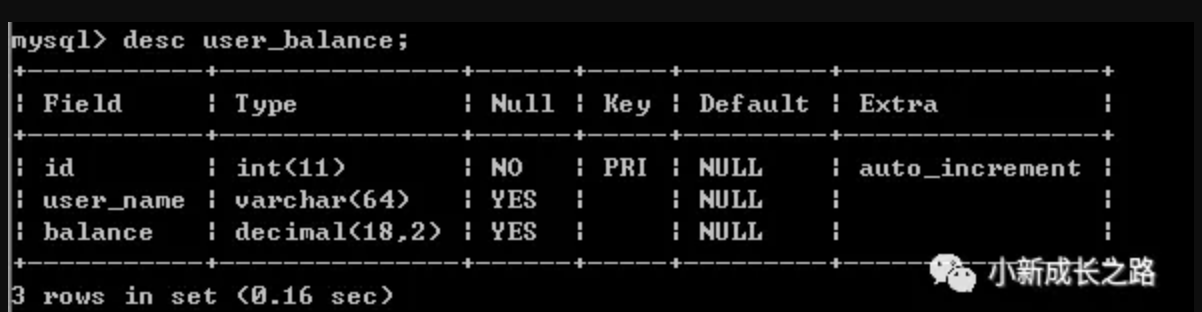 mysql> desc user_balance;
+-----------+---------------+------+-----+---------+----------------+
| Field | Type | Null | Key | Default | Extra |
+-----------+---------------+------+-----+---------+----------------+
| id | int(11) | NO | PRI | NULL | auto_increment |
| user_name | varchar(64) | YES | | NULL | |
| balance | decimal(18,2) | YES | | NULL | |
+-----------+---------------+------+-----+---------+----------------+
小新成长之路
3 rows in set (0.16 sec)